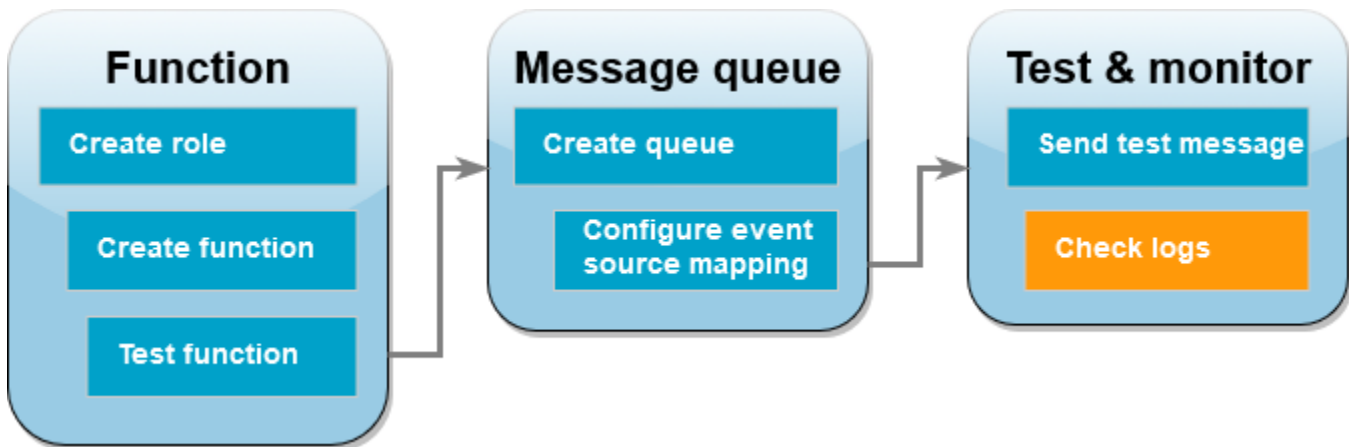 Function
Create role
Create function
Test function
Message queue
Create queue
Configure event
source mapping
Test & monitor
Send test message
Check logs